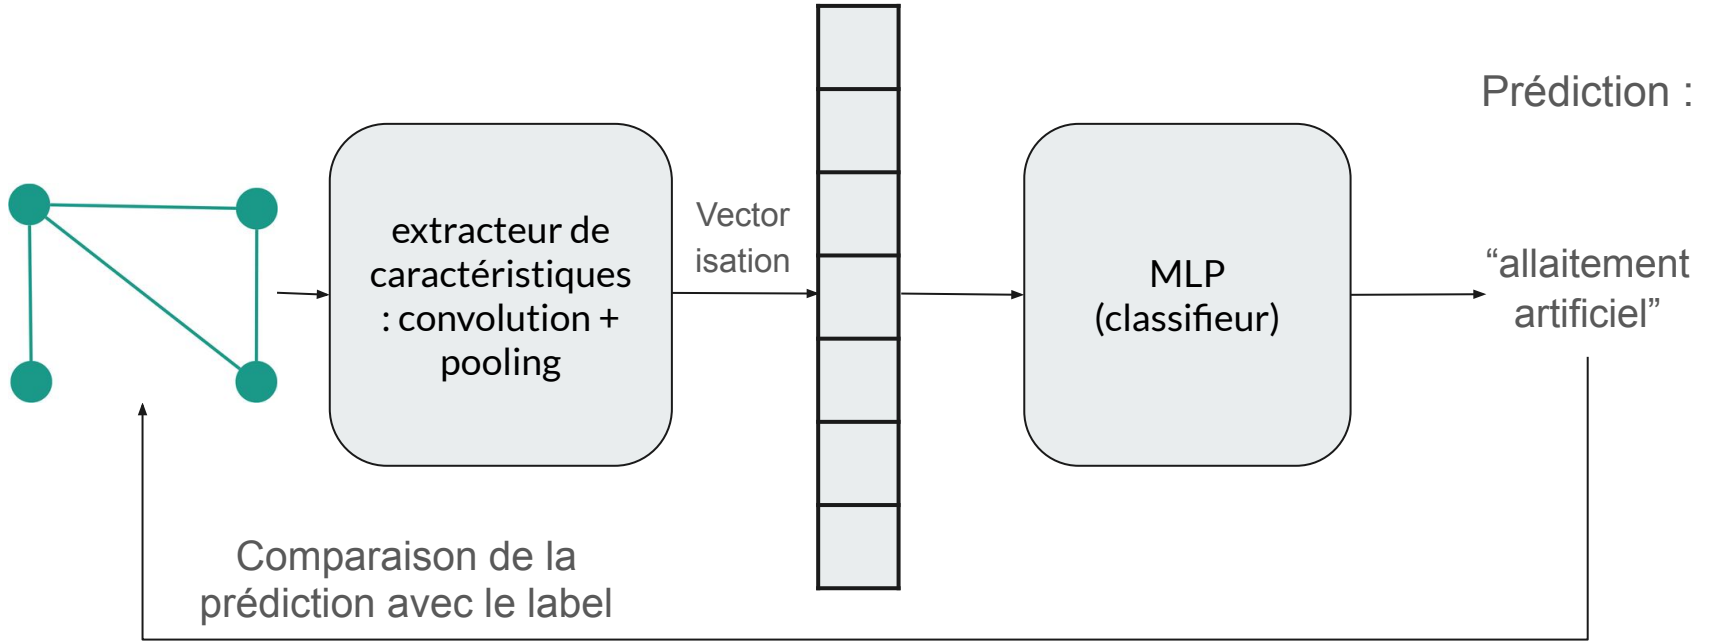 extracteur de
caractéristiques
: convolution +
pooling
Vector
isation
MLP
(classifieur)
Prédiction :
“allaitement
artificiel”
Comparaison de la
prédiction avec le label